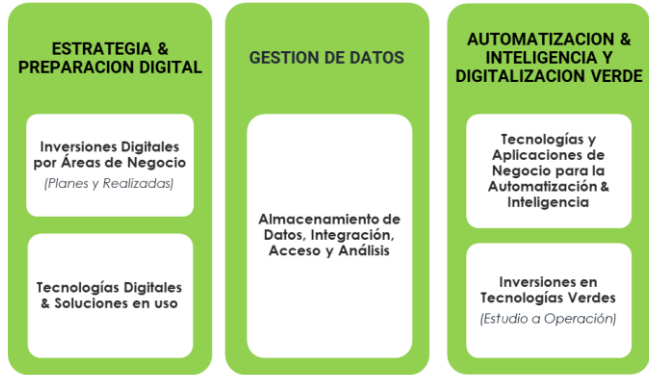 ESTRATEGIA &
PREPARACION DIGITAL
Inversiones Digitales
por Áreas de Negocio
(Planes y Realizadas)
Tecnologías Digitales
& Soluciones en uso
GESTION DE DATOS
Almacenamiento de
Datos, Integración,
Acceso y Análisis
AUTOMATIZACION &
INTELIGENCIA Y
DIGITALIZACION VERDE
Tecnologías y
Aplicaciones de
Negocio para la
Automatización &
Inteligencia
Inversiones en
Tecnologías Verdes
(Estudio a Operación)